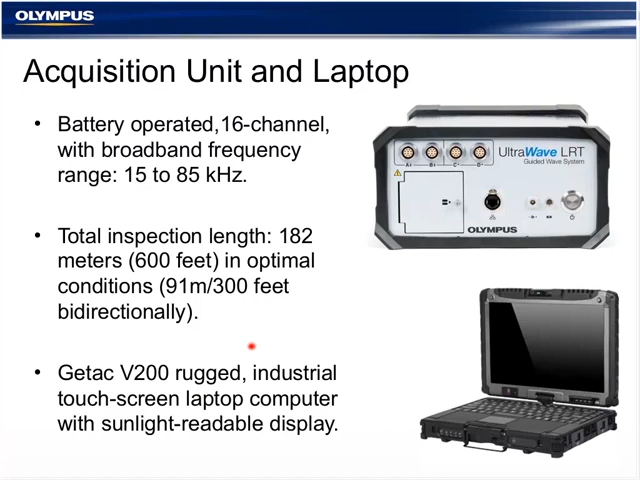 OLYMPUS
Acquisition Unit and Laptop
• Battery operated,16-channel,
with broadband frequency
range: 15 to 85 kHz.
• Total inspection length: 182
meters (600 feet) in optimal
conditions (91m/300 feet
bidirectionally).
• Getac V200 rugged, industrial
touch-screen laptop computer
with sunlight-readable display.
UltraWave LRT
Guided Wave System
OLYMPUS